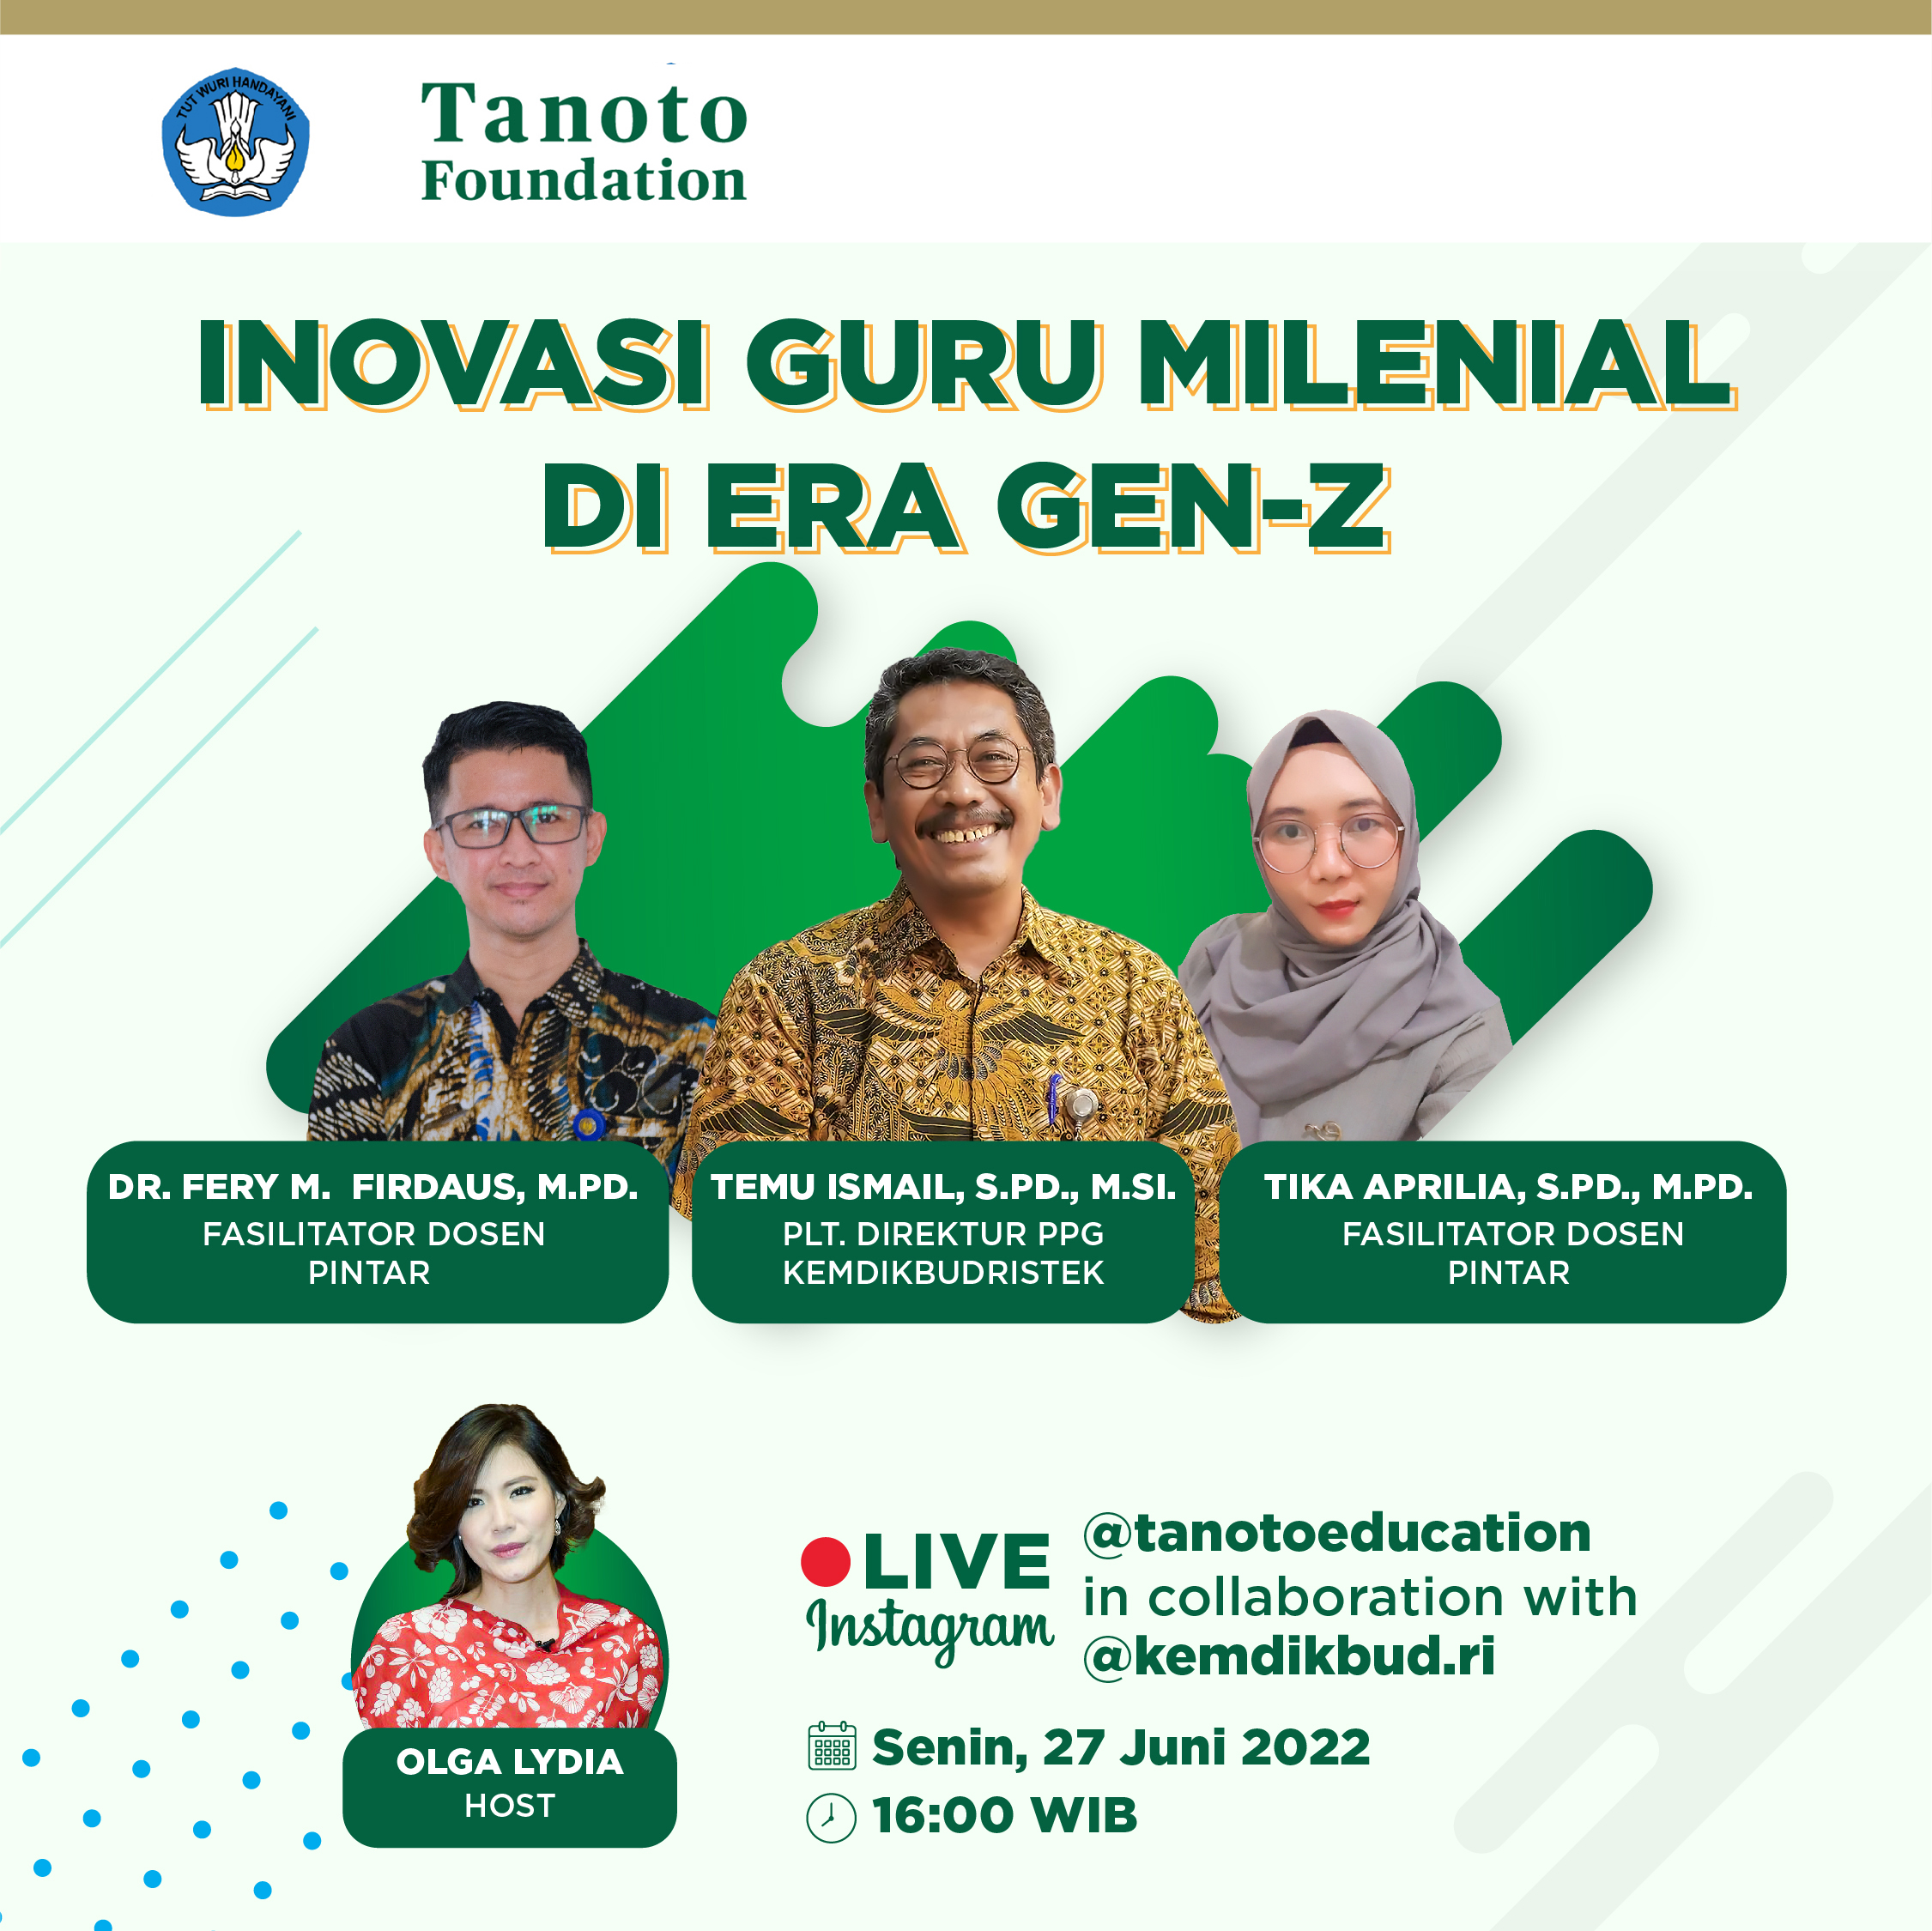 TUT WURI HANDAYANI
Tanoto
Foundation
INOVASI GURU MILENIAL
DI ERA GEN-Z
DR. FERY M. FIRDAUS, M.PD.
FASILITATOR DOSEN
PINTAR
TEMU ISMAIL, S.PD., M.SI.
PLT. DIREKTUR PPG
KEMDIKBUDRISTEK
TIKA APRILIA, S.PD., M.PD.
FASILITATOR DOSEN
PINTAR
OLGA LYDIA
HOST
LIVE
Instagram
@tanotoeducation
in collaboration with
@kemdikbud.ri
Senin, 27 Juni 2022
16:00 WIB